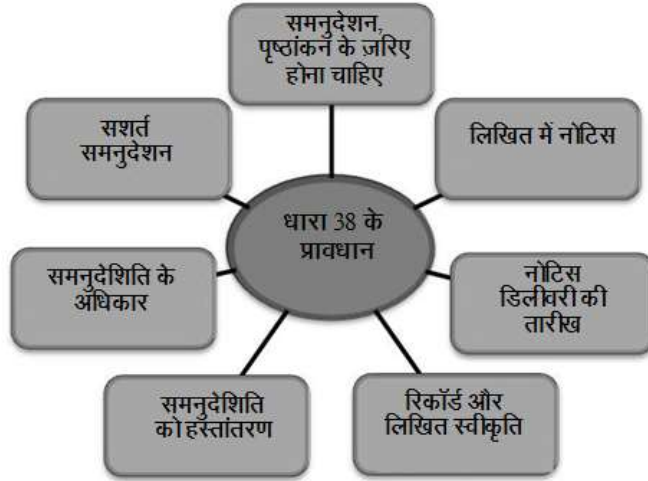 समनुदेशन,
पृष्ठांकन के ज़रिए
होना चाहिए
सशर्त
समनुदेशन
लिखित में नोटिस
धारा 38 के
प्रावधान
समनुदेशिति के
अधिकार
नोटिस
डिलीवरी की
तारीख
समनुदेशिति
को हस्तांतरण
रिकॉर्ड और
लिखित स्वीकृति